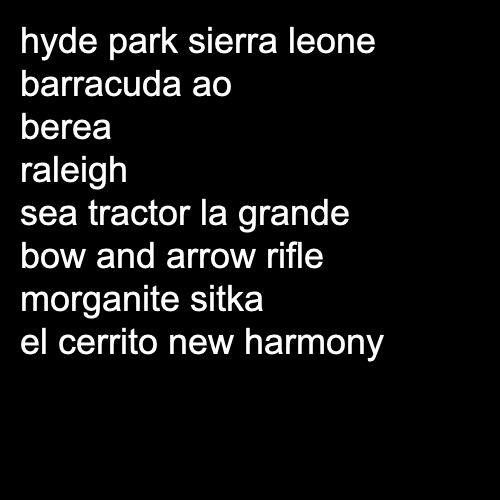 hyde park sierra leone
barracuda ao
berea
raleigh
sea tractor la grande
bow and arrow rifle
morganite sitka
el cerrito new harmony